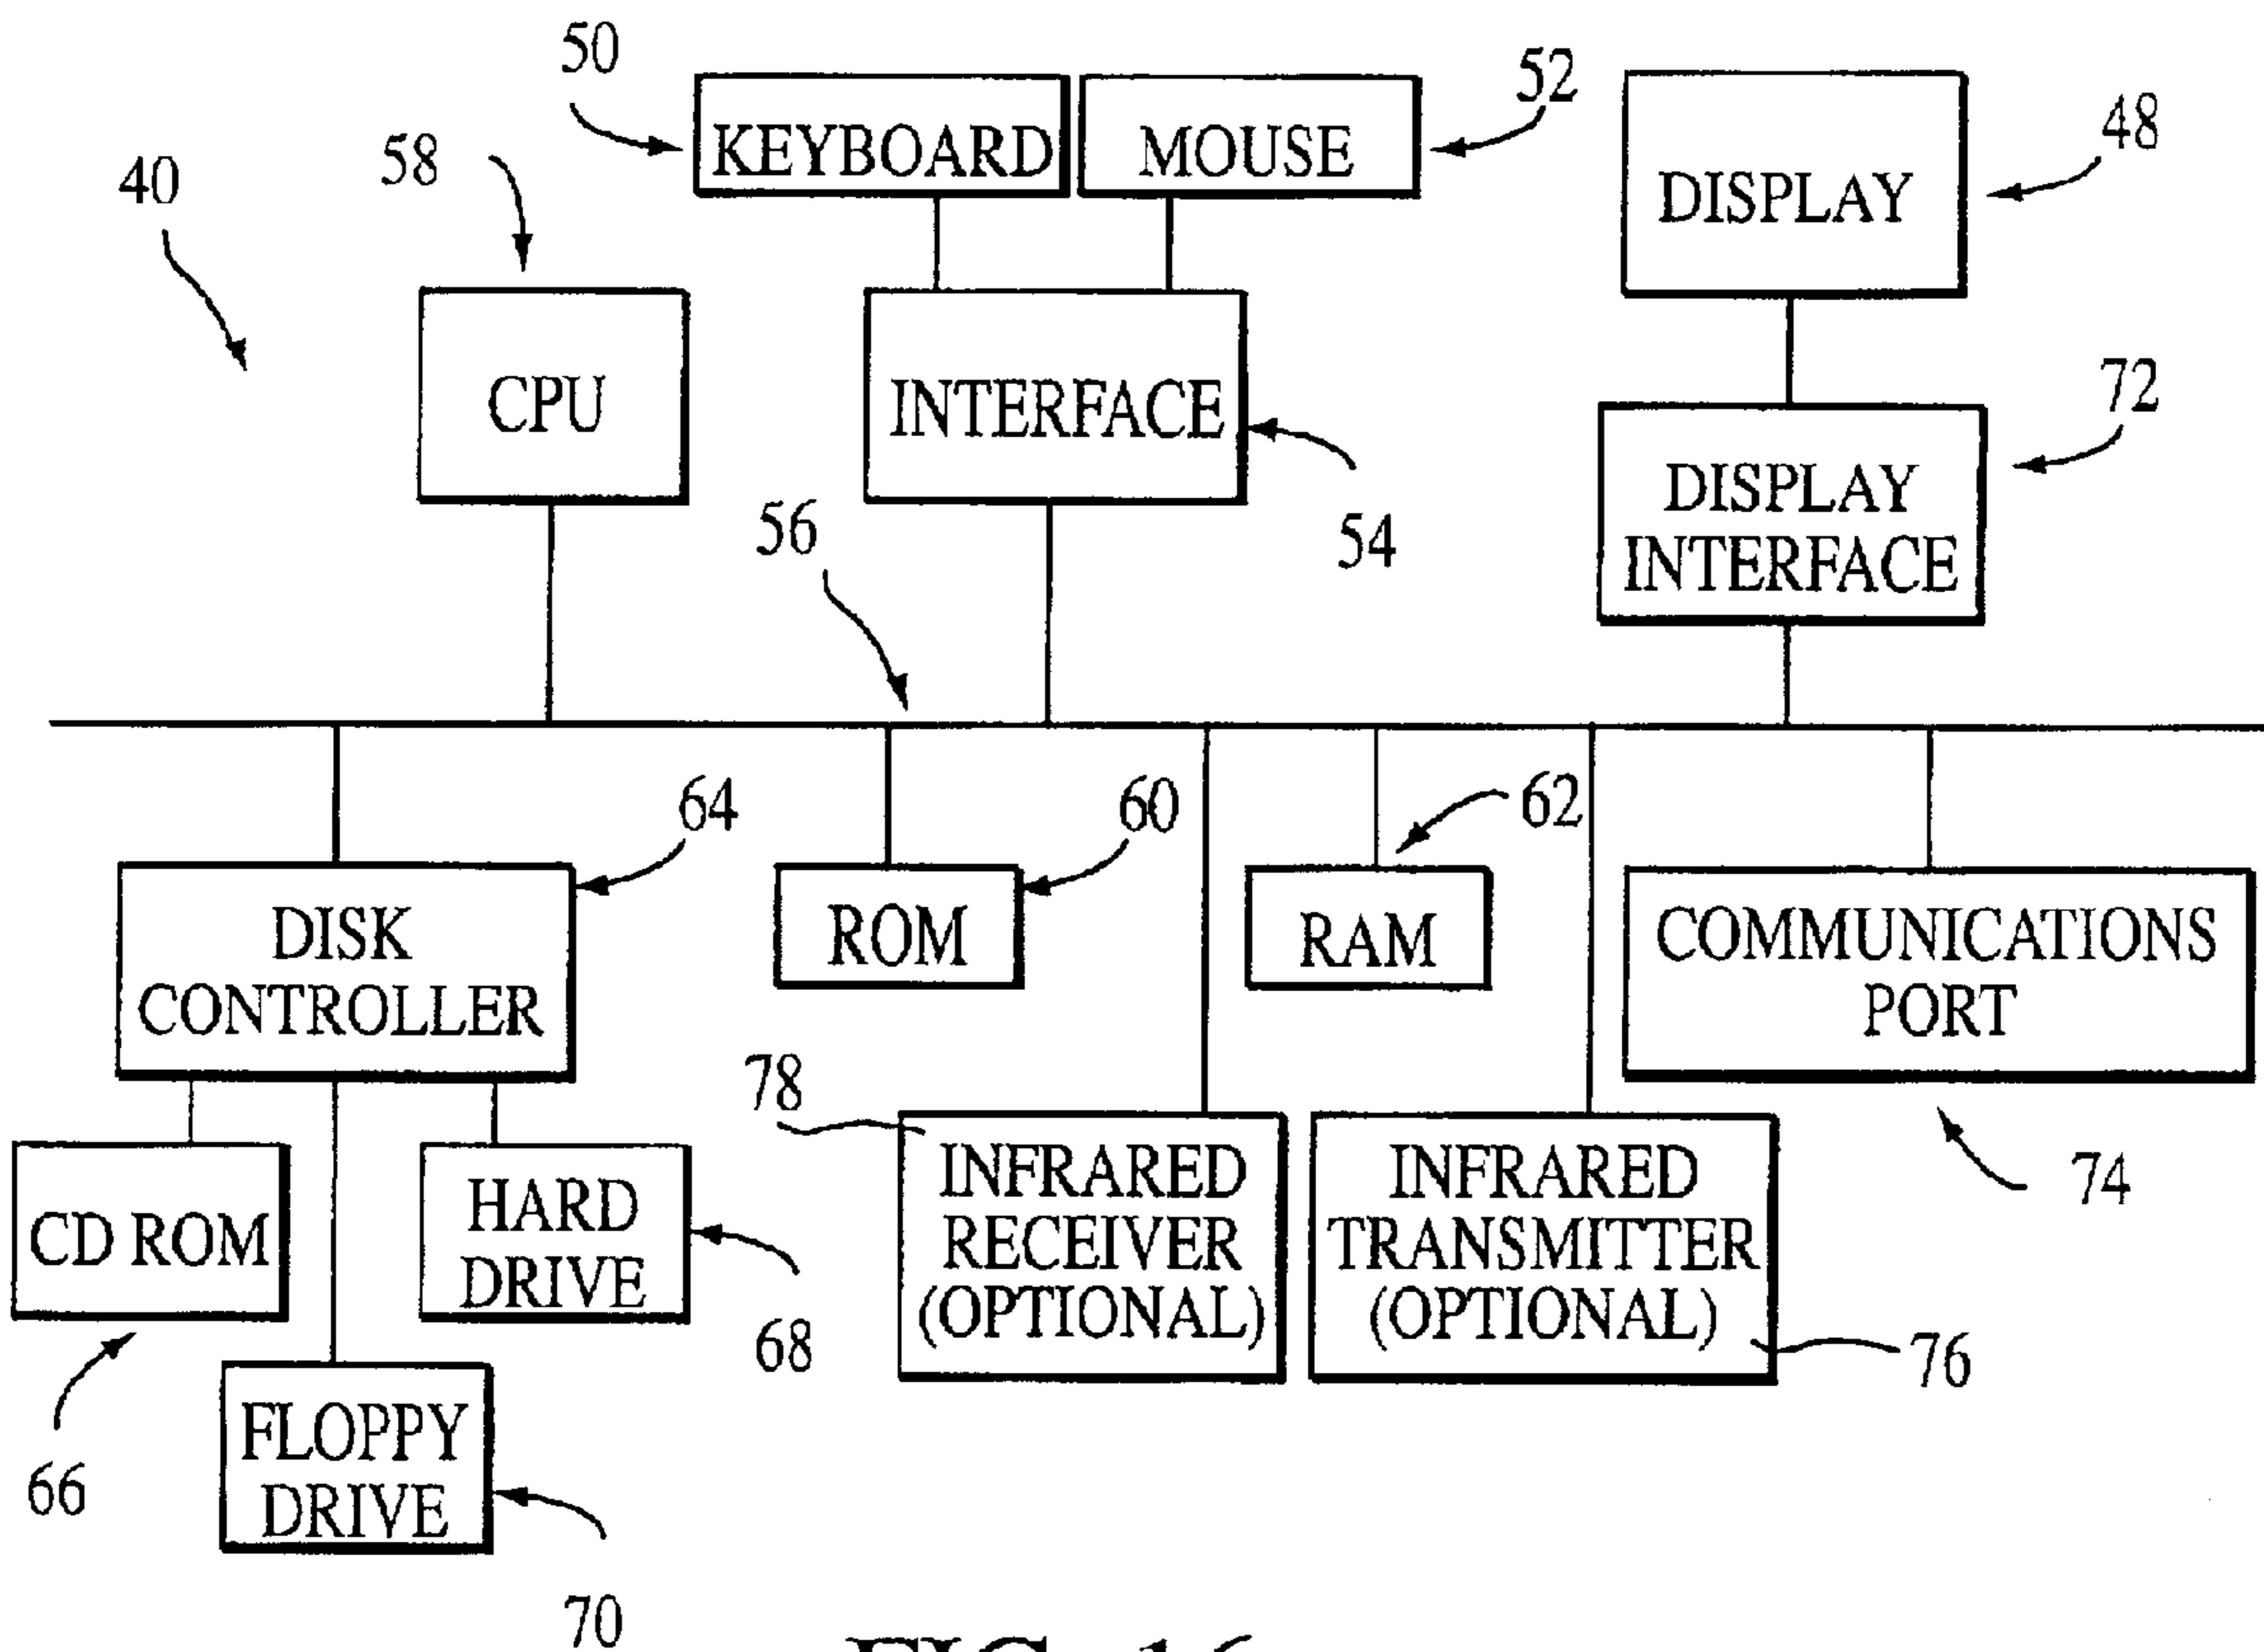 50
KEYBOARD
MOUSE
52
DISPLAY
48
58
40
CPU
INTERFACE
54
72
DISPLAY
INTERFACE
56
64
60
62
DISK
CONTROLLER
ROM
RAM
COMMUNICATIONS
PORT
74
CD ROM
66
HARD
DRIVE
68
FLOPPY
DRIVE
70
78
INFRARED
RECEIVER
(OPTIONAL)
INFRARED
TRANSMITTER
(OPTIONAL)
76